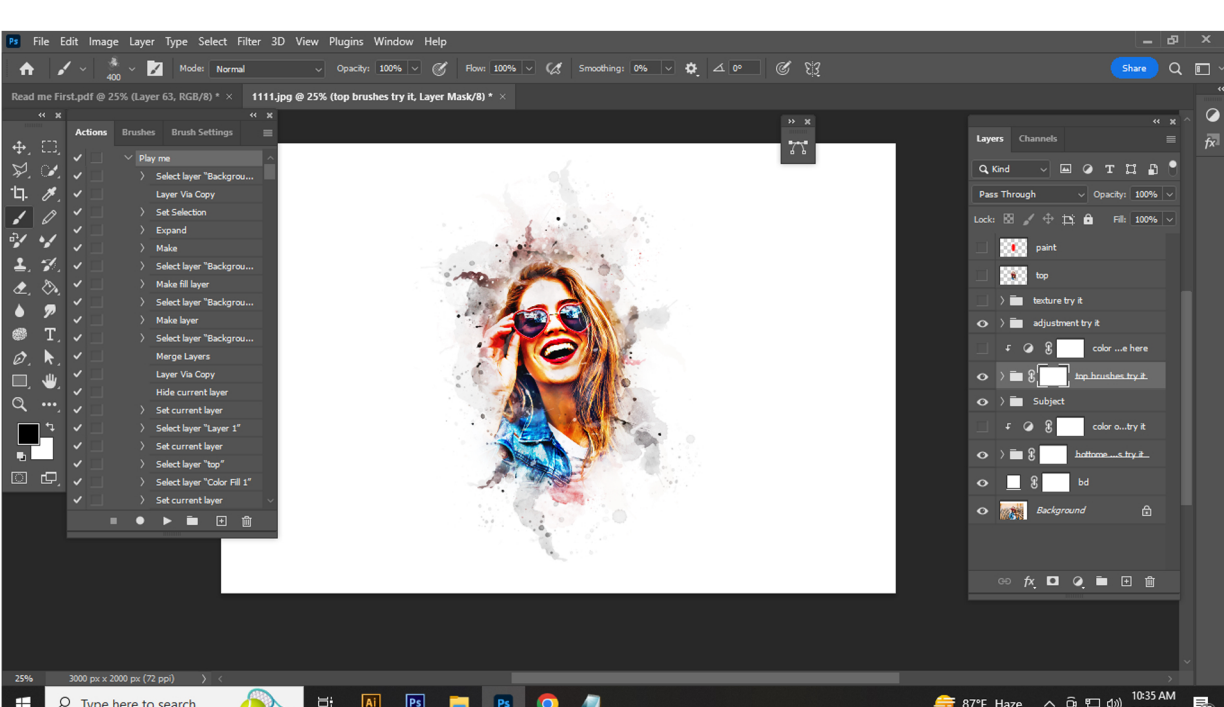 Ps File Edit Image Layer Type Select Filter 3D View Plugins Window Help
400 Mode: Normal Opacity: 100% Flow: 100% Smoothing: 0% 0° Share
Read me First.pdf @ 25% (Layer 63, RGB/8) * × 1111.jpg @ 25% (top brushes try it, Layer Mask/8) * ×
Actions Brushes Brush Settings
Play me
Select layer "Backgrou...
Layer Via Copy
Set Selection
Expand
Make
Select layer "Backgrou...
Make fill layer
Select layer "Backgrou...
Make layer
Select layer "Backgrou...
Merge Layers
Layer Via Copy
Hide current layer
Set current layer
Select layer "Layer 1"
Set current layer
Select layer "top"
Select layer "Color Fill 1"
Set current layer
Layers Channels
Kind
Pass Through Opacity: 100%
Lock: Fill: 100%
paint
top
texture try it
adjustment try it
color ...e here
top brushes try it
Subject
color o...try it
bottome ...s try it
bd
Background
25% 3000 px x 2000 px (72 ppi)
Type here to search Ai Ps Ps 87°F Haze 10:35 AM